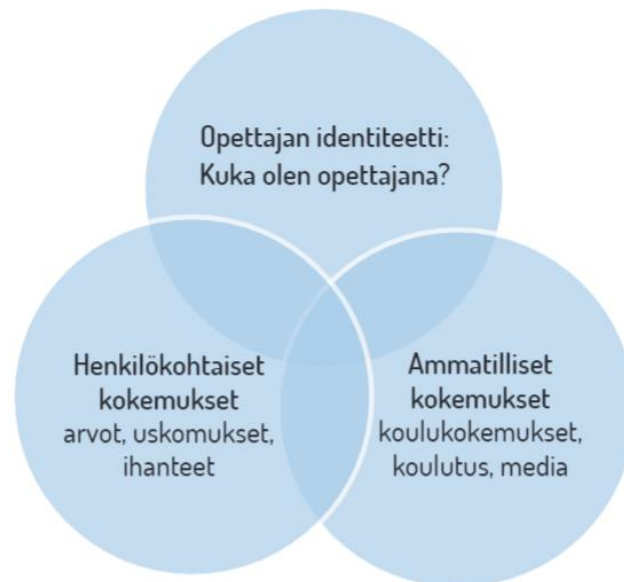 Opettajan identiteetti:
Kuka olen opettajana?
Henkilökohtaiset
kokemukset
arvot, uskomukset,
ihanteet
Ammatilliset
kokemukset
koulukokemukset,
koulutus, media